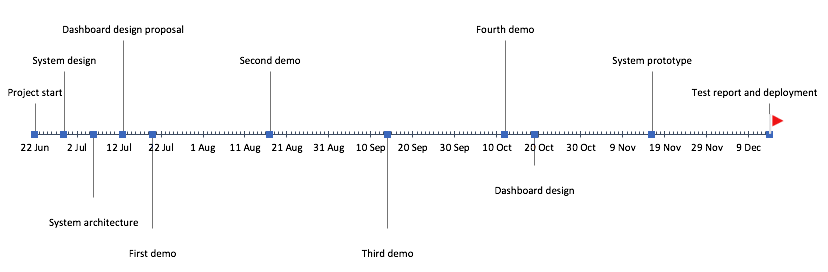 Dashboard design proposal
Fourth demo
System design
Second demo
System prototype
Project start
Test report and deployment
22 Jun
2 Jul
12 Jul
22 Jul
1 Aug
11 Aug
21 Aug
31 Aug
10 Sep
20 Sep
30 Sep
10 Oct
20 Oct
30 Oct
9 Nov
19 Nov
29 Nov
9 Dec
Dashboard design
System architecture
First demo
Third demo